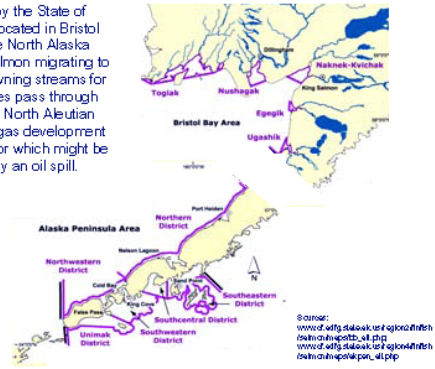 by the State of
located in Bristol
North Alaska
lmon migrating to
wning streams for
es pass through
North Aleutian
gas development
or which might be
y an oil spill.
Dillingham
Naknek-Kvichak
King Salmon
Togiak
Nushagak
Egegik
Bristol Bay Area
Ugashik
Port Heiden
Northern
District
Alaska Peninsula Area
Nelson Lagoon
Northwestern
District
Cold Bay
Sand Point
N
King Cove
Southeastern
District
False Pass
Southcentral District
Southwestern
District
Unimak
District
Sources: